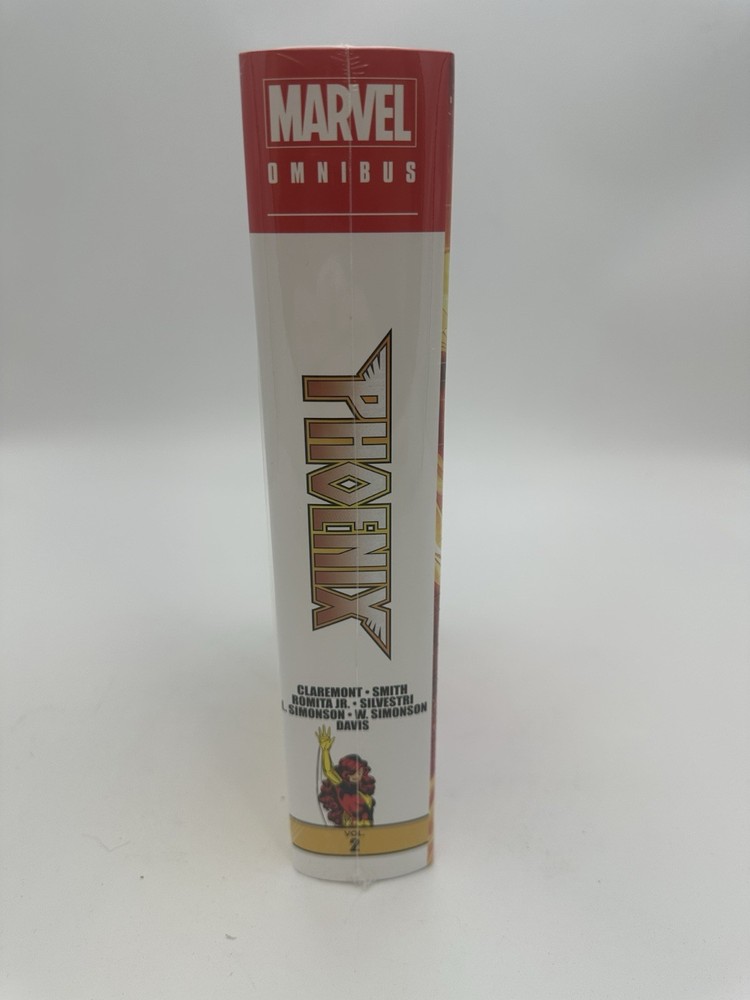 MARVEL
OMNIBUS
PHOENIX
CLAREMONT • SMITH
ROMITA JR. • SILVESTRI
L. SIMONSON • W. SIMONSON
DAVIS
VOL.
2